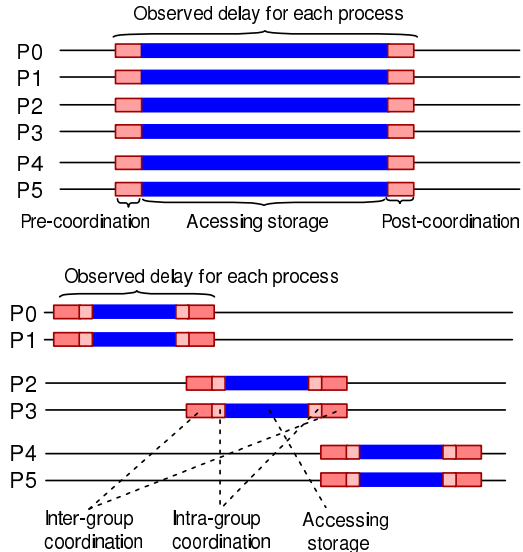 Observed delay for each process
P0
P1
P2
P3
P4
P5
Pre-coordination
Acessing storage
Post-coordination
Observed delay for each process
P0
P1
P2
P3
P4
P5
Inter-group
coordination
Intra-group
coordination
Accessing
storage